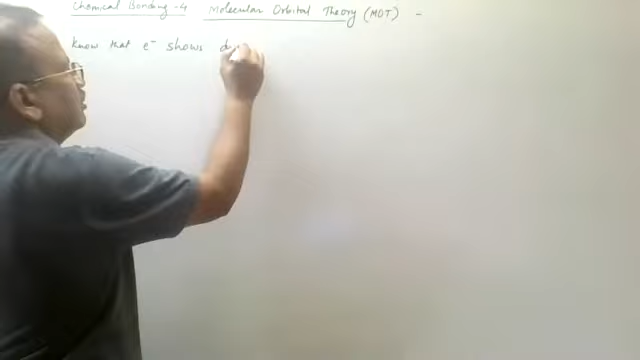 Chemical Bonding -4 Molecular Orbital Theory (MOT) -
know that e⁻ shows